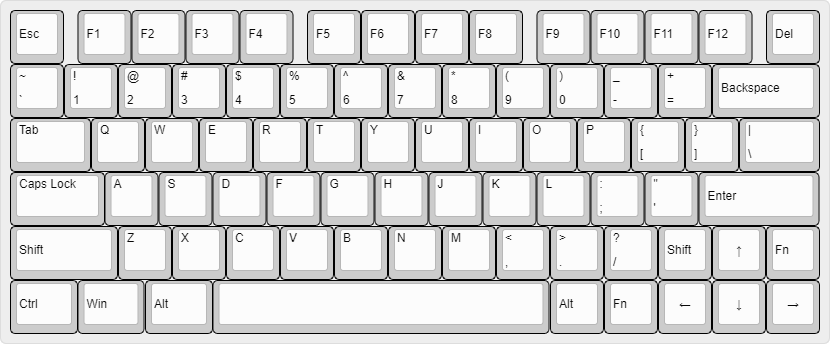 Esc F1 F2 F3 F4 F5 F6 F7 F8 F9 F10 F11 F12 Del
~ ! @ # $ % ^ & * ( ) _ +
` 1 2 3 4 5 6 7 8 9 0 - = Backspace
Tab Q W E R T Y U I O P { } |
[ ] \
Caps Lock A S D F G H J K L : "
; ' Enter
Z X C V B N M < > ?
Shift , . / Shift ↑ Fn
Ctrl Win Alt Alt Fn ← ↓ →